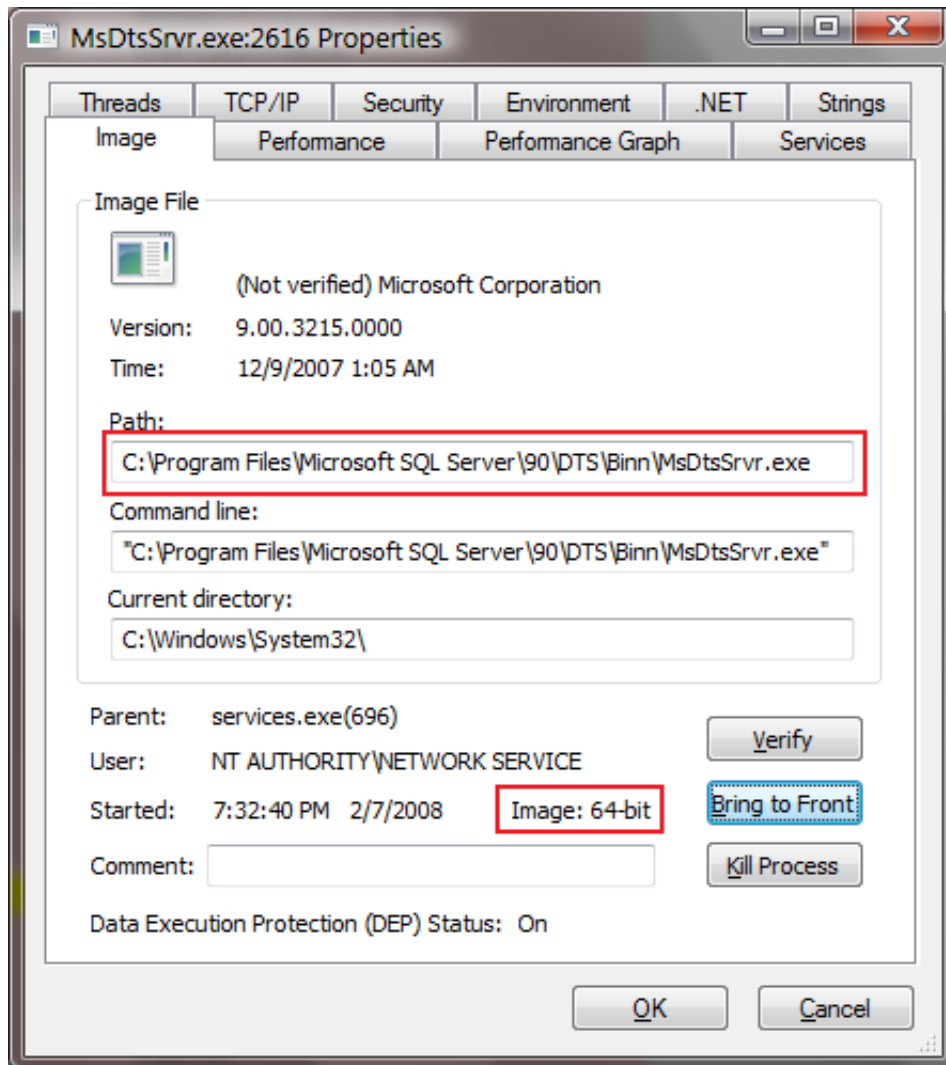 MsDtsSrvr.exe:2616 Properties
Threads TCP/IP Security Environment .NET Strings
Image Performance Performance Graph Services
Image File
(Not verified) Microsoft Corporation
Version: 9.00.3215.0000
Time: 12/9/2007 1:05 AM
Path:
C:\Program Files\Microsoft SQL Server\90\DTS\Binn\MsDtsSrvr.exe
Command line:
"C:\Program Files\Microsoft SQL Server\90\DTS\Binn\MsDtsSrvr.exe"
Current directory:
C:\Windows\System32\
Parent: services.exe(696)
Verify
User: NT AUTHORITY\NETWORK SERVICE
Started: 7:32:40 PM 2/7/2008 Image: 64-bit Bring to Front
Comment: Kill Process
Data Execution Protection (DEP) Status: On
OK Cancel